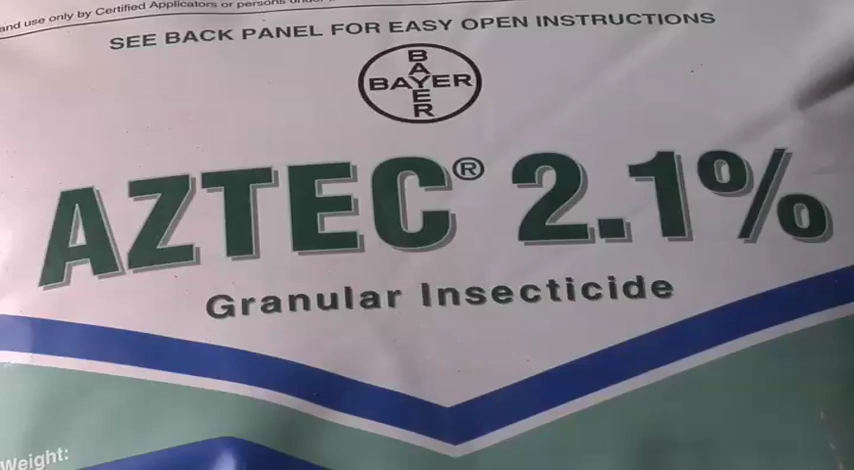 and use only by Certified Applicators or persons under
SEE BACK PANEL FOR EASY OPEN INSTRUCTIONS
BAYER
BAYER
AZTEC® 2.1%
Granular Insecticide
Weight: